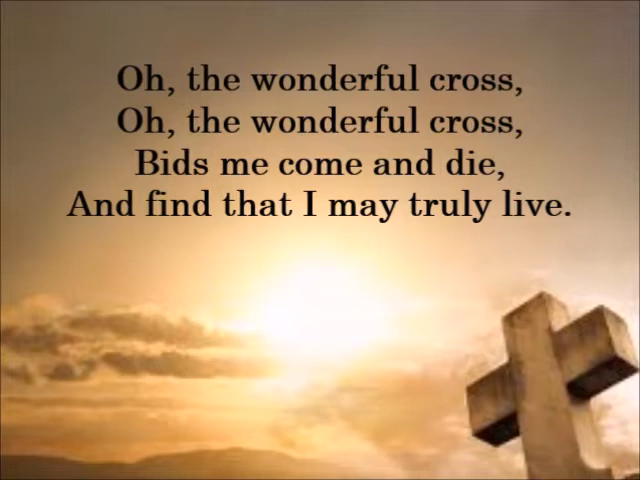 Oh, the wonderful cross,
Oh, the wonderful cross,
Bids me come and die,
And find that I may truly live.